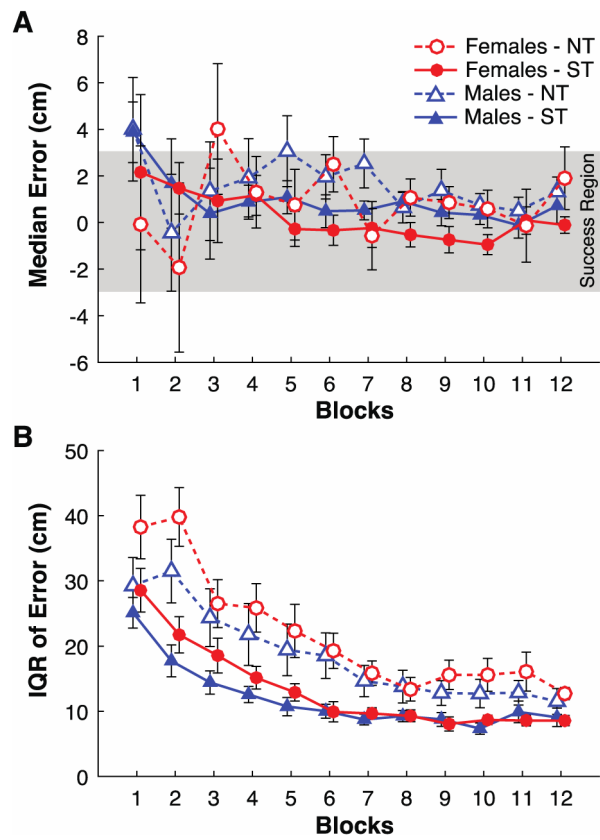 A
Median Error (cm)
8
6
4
2
0
-2
-4
-6
Females - NT
Females - ST
Males - NT
Males - ST
Success Region
1 2 3 4 5 6 7 8 9 10 11 12
Blocks
B
IQR of Error (cm)
50
40
30
20
10
0
1 2 3 4 5 6 7 8 9 10 11 12
Blocks